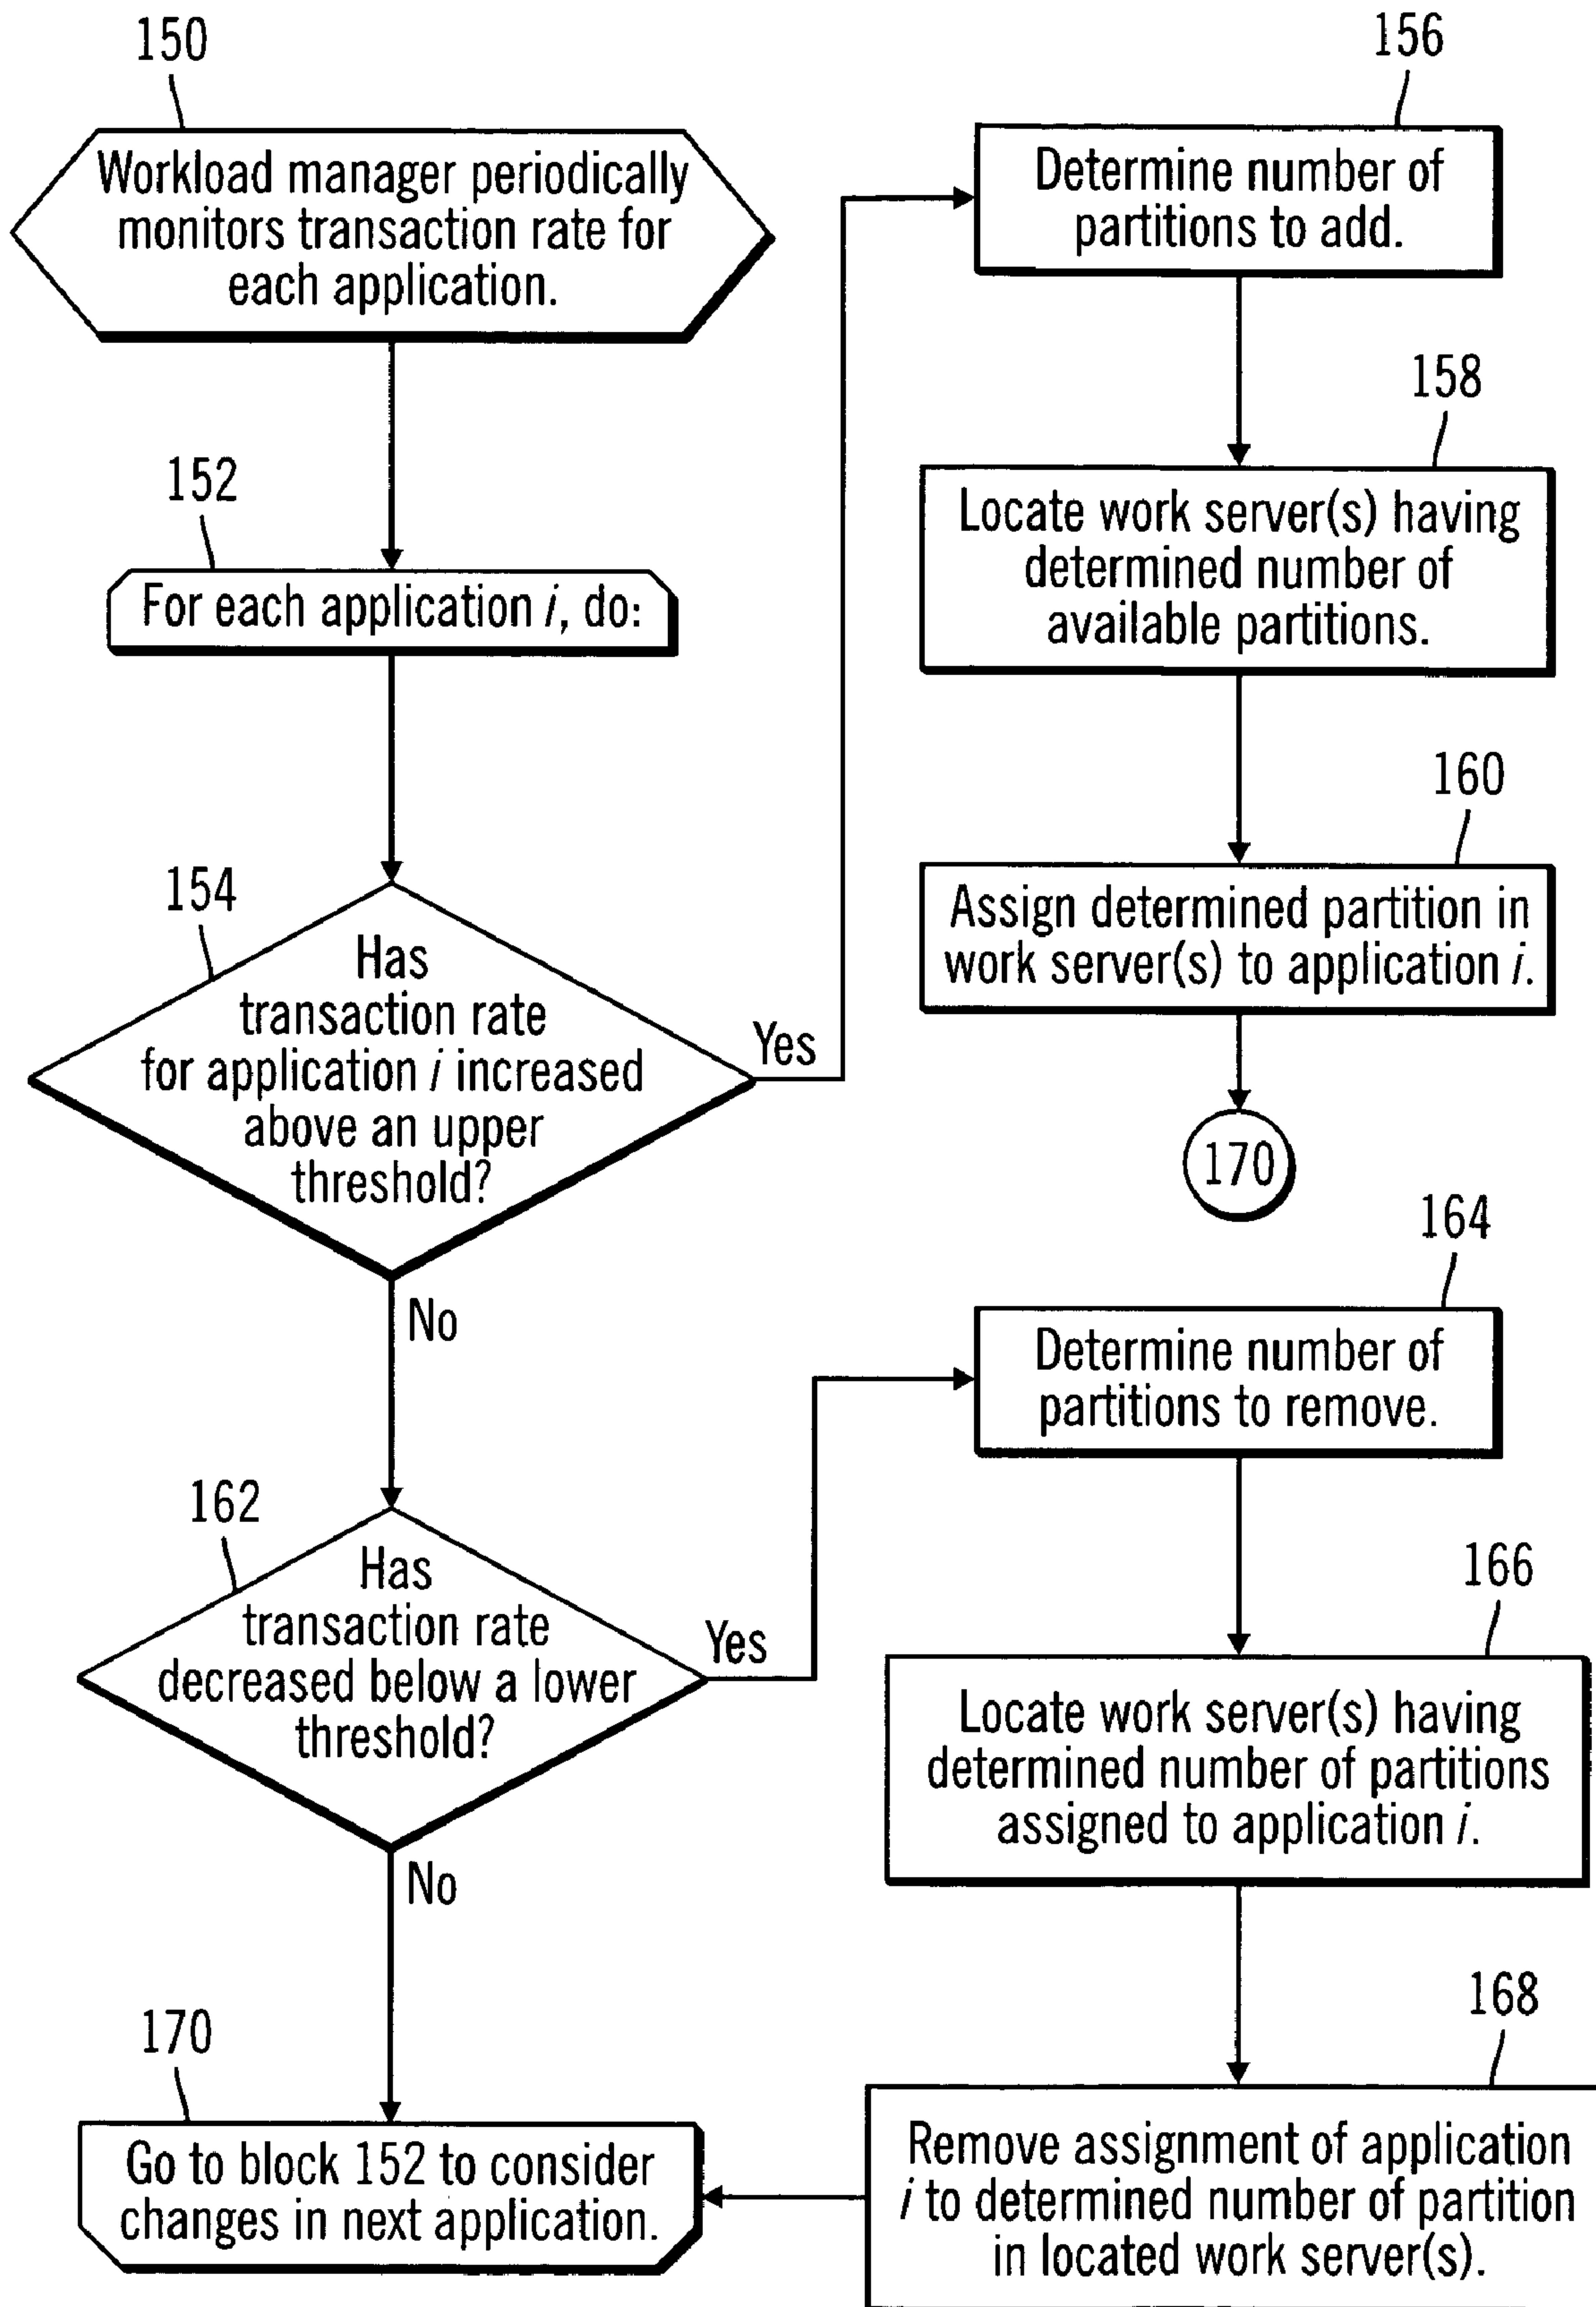 150
Workload manager periodically
monitors transaction rate for
each application.
152
For each application i, do:
154
Has
transaction rate
for application i increased
above an upper
threshold?
Yes
No
156
Determine number of
partitions to add.
158
Locate work server(s) having
determined number of
available partitions.
160
Assign determined partition in
work server(s) to application i.
170
162
Has
transaction rate
decreased below a lower
threshold?
Yes
No
164
Determine number of
partitions to remove.
166
Locate work server(s) having
determined number of partitions
assigned to application i.
168
Remove assignment of application
i to determined number of partition
in located work server(s).
170
Go to block 152 to consider
changes in next application.